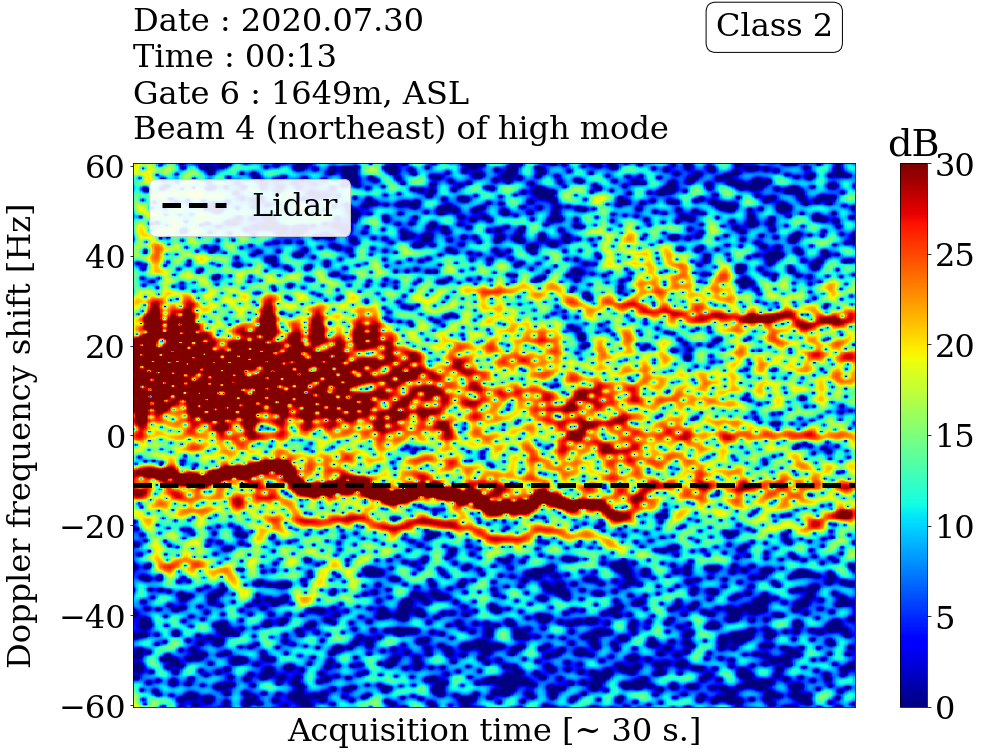 Date : 2020.07.30
Time : 00:13
Gate 6 : 1649m, ASL
Beam 4 (northeast) of high mode
Class 2
dB
60
40
20
0
−20
−40
−60
Lidar
30
25
20
15
10
5
0
Doppler frequency shift [Hz]
Acquisition time [~ 30 s.]